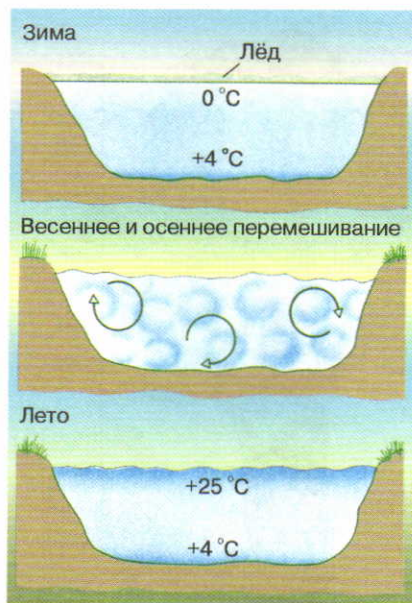 Зима
Лёд
0 °C
+4 °C
Весеннее и осеннее перемешивание
Лето
+25 °C
+4 °C